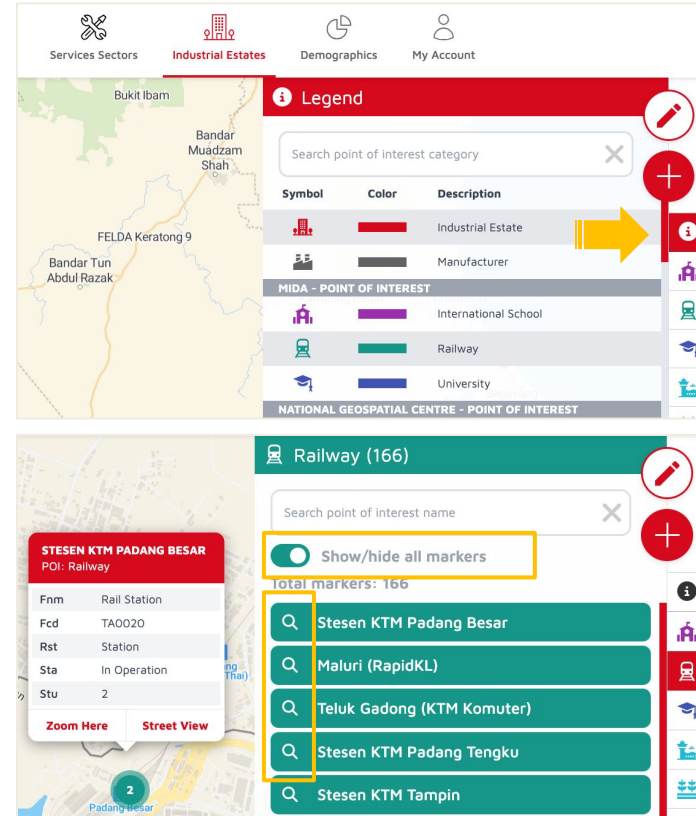 Services Sectors
Industrial Estates
Demographics
My Account
Bukit Ibam
Bandar
Muadzam
Shah
FELDA Keratong 9
Bandar Tun
Abdul Razak
Legend
Search point of interest category
Symbol Color Description
Industrial Estate
Manufacturer
MIDA - POINT OF INTEREST
International School
Railway
University
NATIONAL GEOSPATIAL CENTRE - POINT OF INTEREST
Railway (166)
Search point of interest name
Show/hide all markers
Total markers: 166
Stesen KTM Padang Besar
Maluri (RapidKL)
Teluk Gadong (KTM Komuter)
Stesen KTM Padang Tengku
Stesen KTM Tampin
STESEN KTM PADANG BESAR
POI: Railway
Fnm Rail Station
Fcd TA0020
Rst Station
Sta In Operation
Stu 2
Zoom Here Street View
2
Padang Besar
Thai)